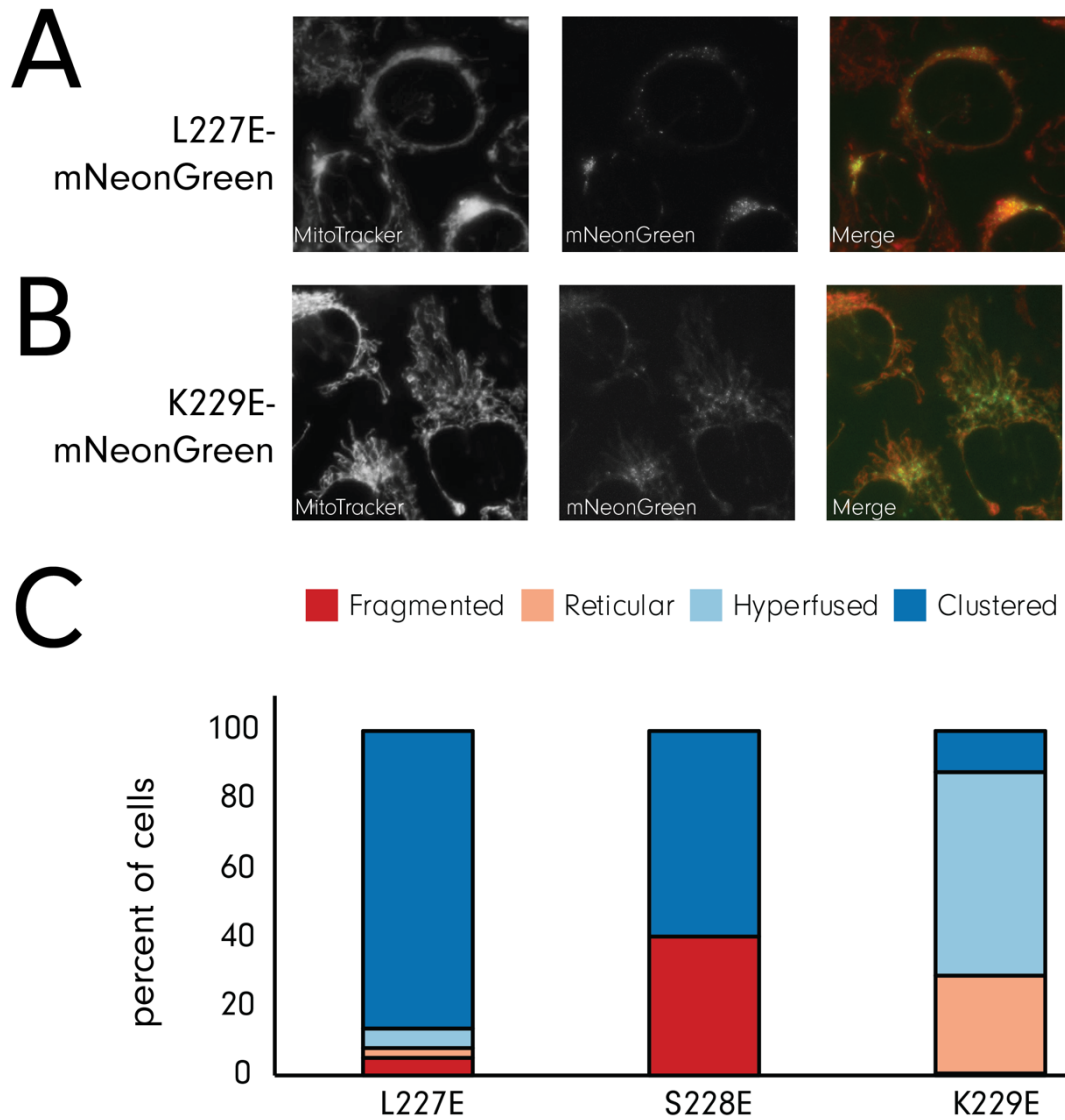 A
L227E-
mNeonGreen
MitoTracker
mNeonGreen
Merge
B
K229E-
mNeonGreen
MitoTracker
mNeonGreen
Merge
C
Fragmented
Reticular
Hyperfused
Clustered
percent of cells
100
80
60
40
20
0
L227E
S228E
K229E